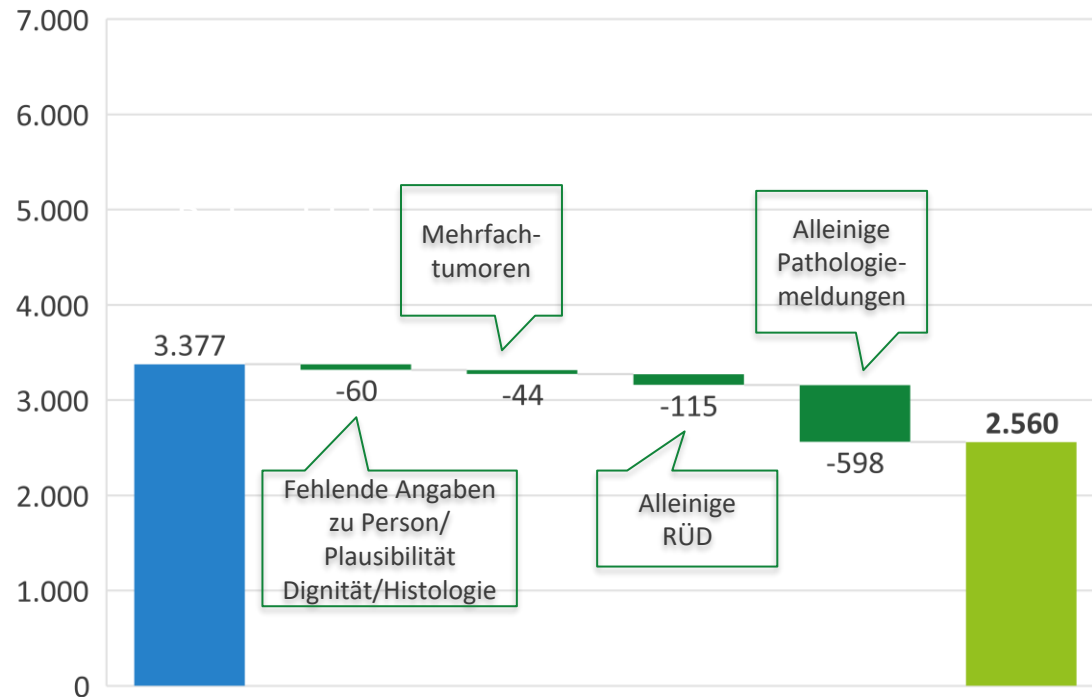 7.000
6.000
5.000
4.000
3.000
2.000
1.000
0
3.377
-60
-44
-115
-598
2.560
Mehrfach-
tumoren
Alleinige
Pathologie-
meldungen
Fehlende Angaben
zu Person/
Plausibilität
Dignität/Histologie
Alleinige
RÜD